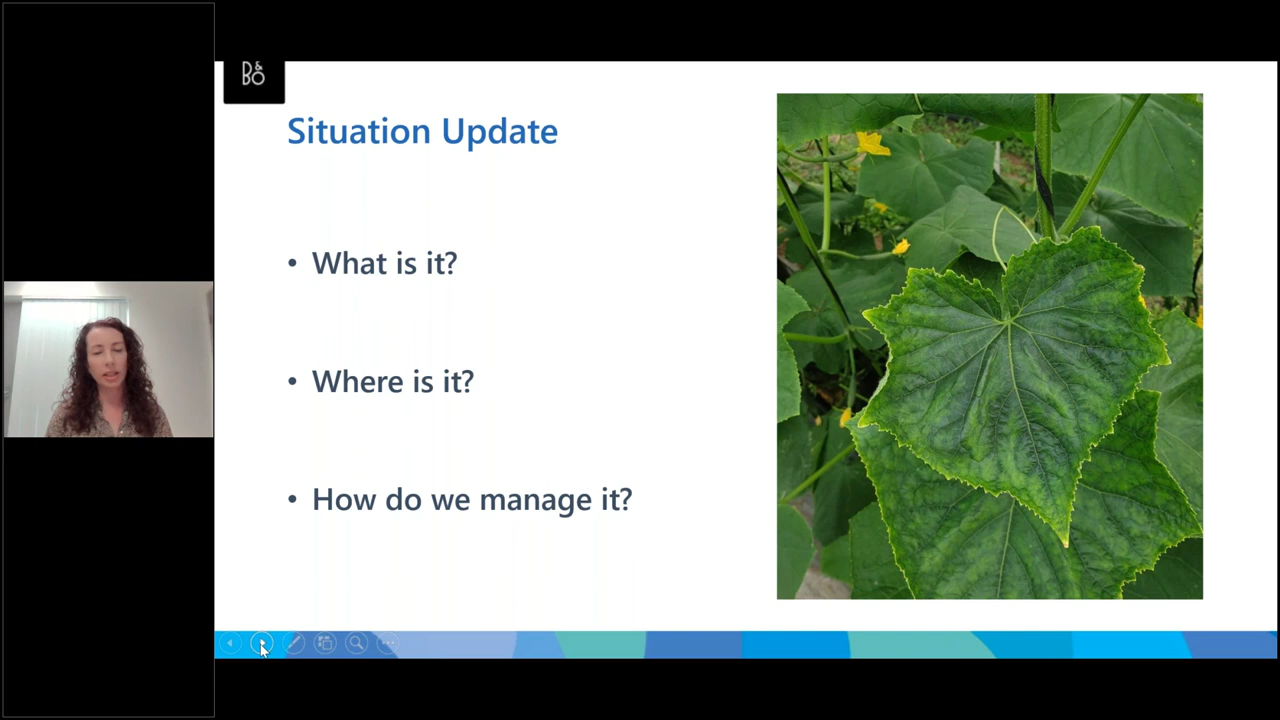 B&O
Situation Update
• What is it?
• Where is it?
• How do we manage it?